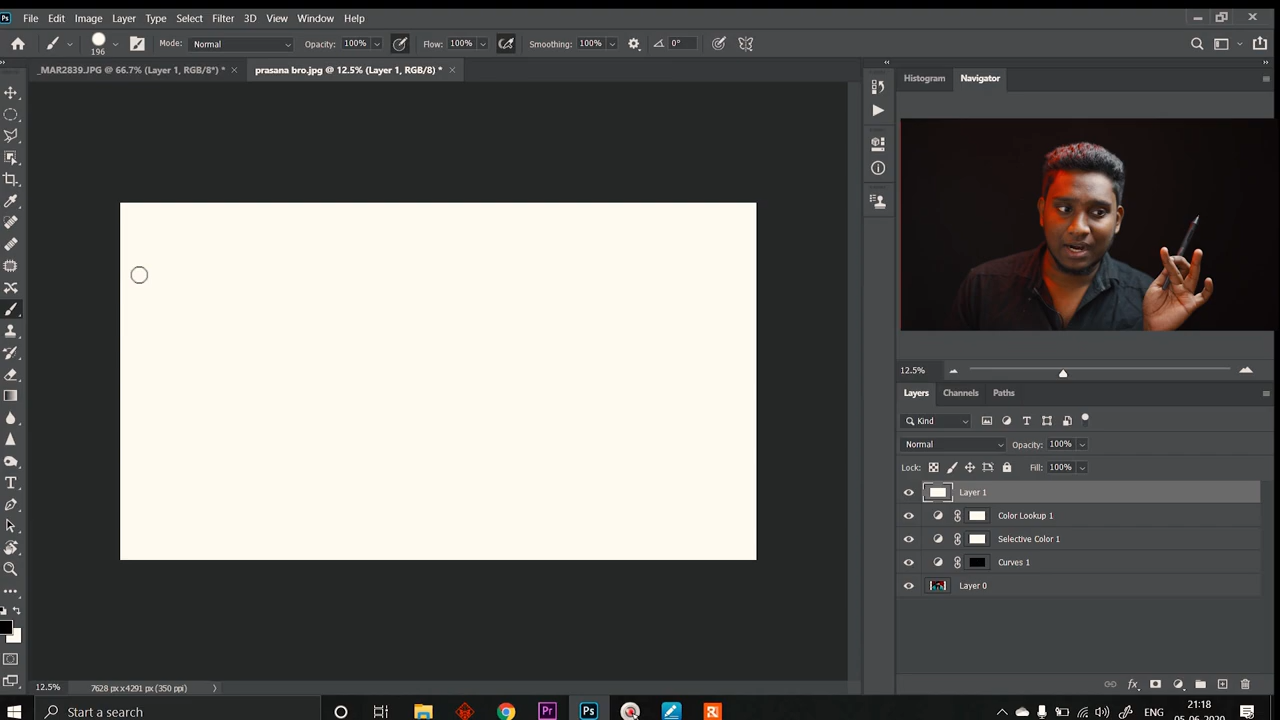 Ps File Edit Image Layer Type Select Filter 3D View Window Help
196 Mode: Normal Opacity: 100% Flow: 100% Smoothing: 100% 0°
_MAR2839.JPG @ 66.7% (Layer 1, RGB/8*) * prasana bro.jpg @ 12.5% (Layer 1, RGB/8) *
Histogram Navigator
12.5%
Layers Channels Paths
Kind
Normal Opacity: 100%
Lock: Fill: 100%
Layer 1
Color Lookup 1
Selective Color 1
Curves 1
Layer 0
12.5% 7628 px x 4291 px (350 ppi)
Start a search Pr Ps ENG 21:18
05-06-2020